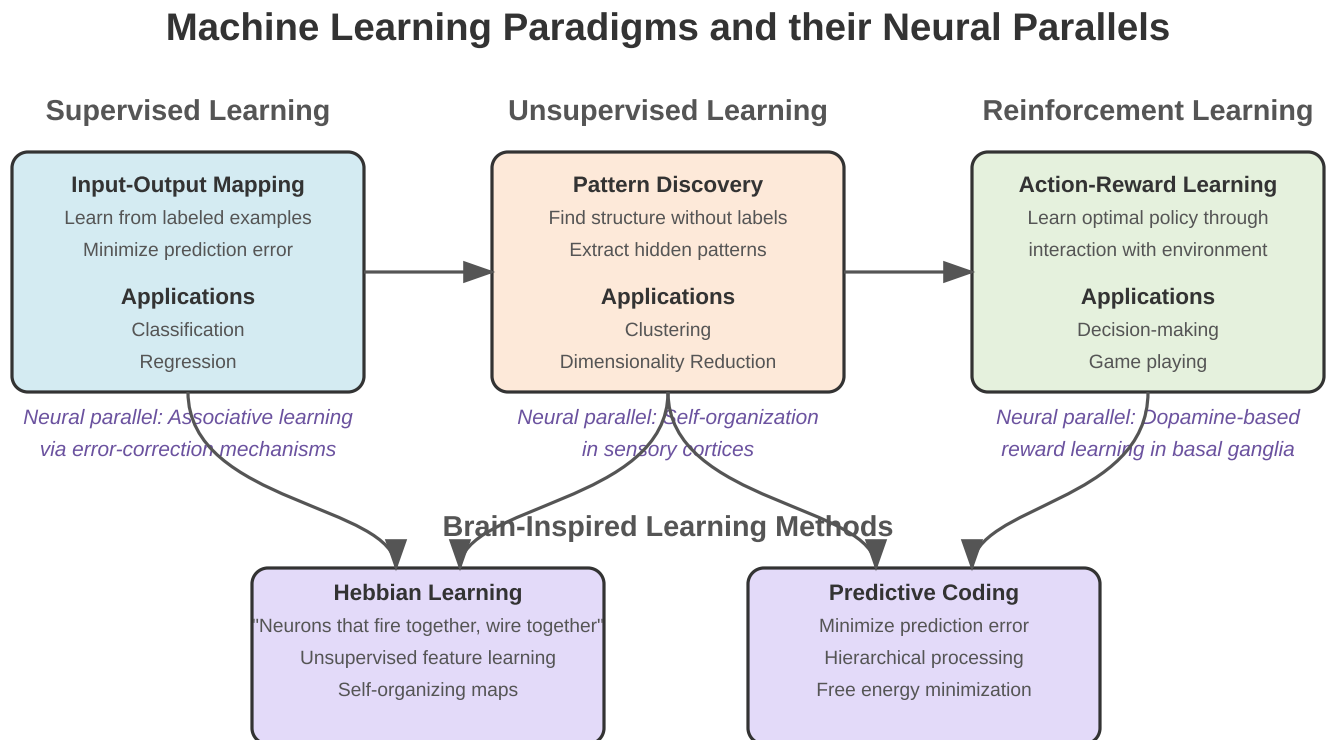 Machine Learning Paradigms and their Neural Parallels
Supervised Learning
Input-Output Mapping
Learn from labeled examples
Minimize prediction error
Applications
Classification
Regression
Neural parallel: Associative learning
via error-correction mechanisms
Unsupervised Learning
Pattern Discovery
Find structure without labels
Extract hidden patterns
Applications
Clustering
Dimensionality Reduction
Neural parallel: Self-organization
in sensory cortices
Reinforcement Learning
Action-Reward Learning
Learn optimal policy through
interaction with environment
Applications
Decision-making
Game playing
Neural parallel: Dopamine-based
reward learning in basal ganglia
Brain-Inspired Learning Methods
Hebbian Learning
"Neurons that fire together, wire together"
Unsupervised feature learning
Self-organizing maps
Predictive Coding
Minimize prediction error
Hierarchical processing
Free energy minimization